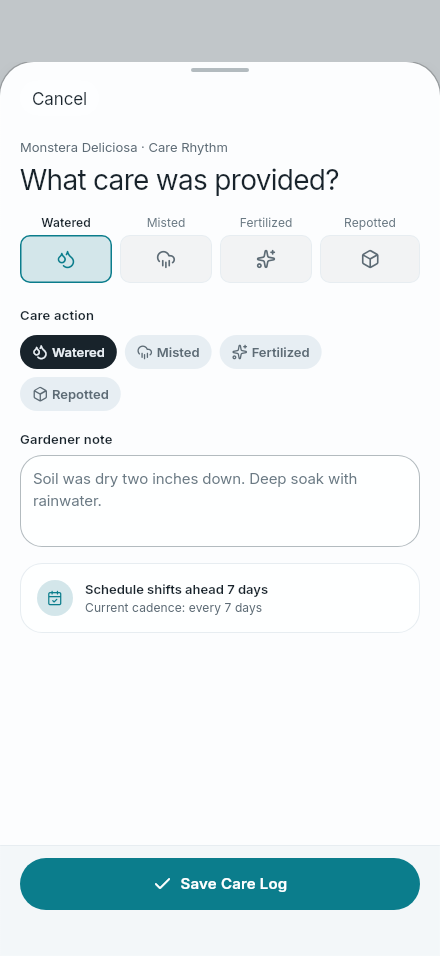 Cancel
Monstera Deliciosa · Care Rhythm
What care was provided?
Watered Misted Fertilized Repotted
Care action
Watered Misted Fertilized
Repotted
Gardener note
Soil was dry two inches down. Deep soak with
rainwater.
Schedule shifts ahead 7 days
Current cadence: every 7 days
Save Care Log